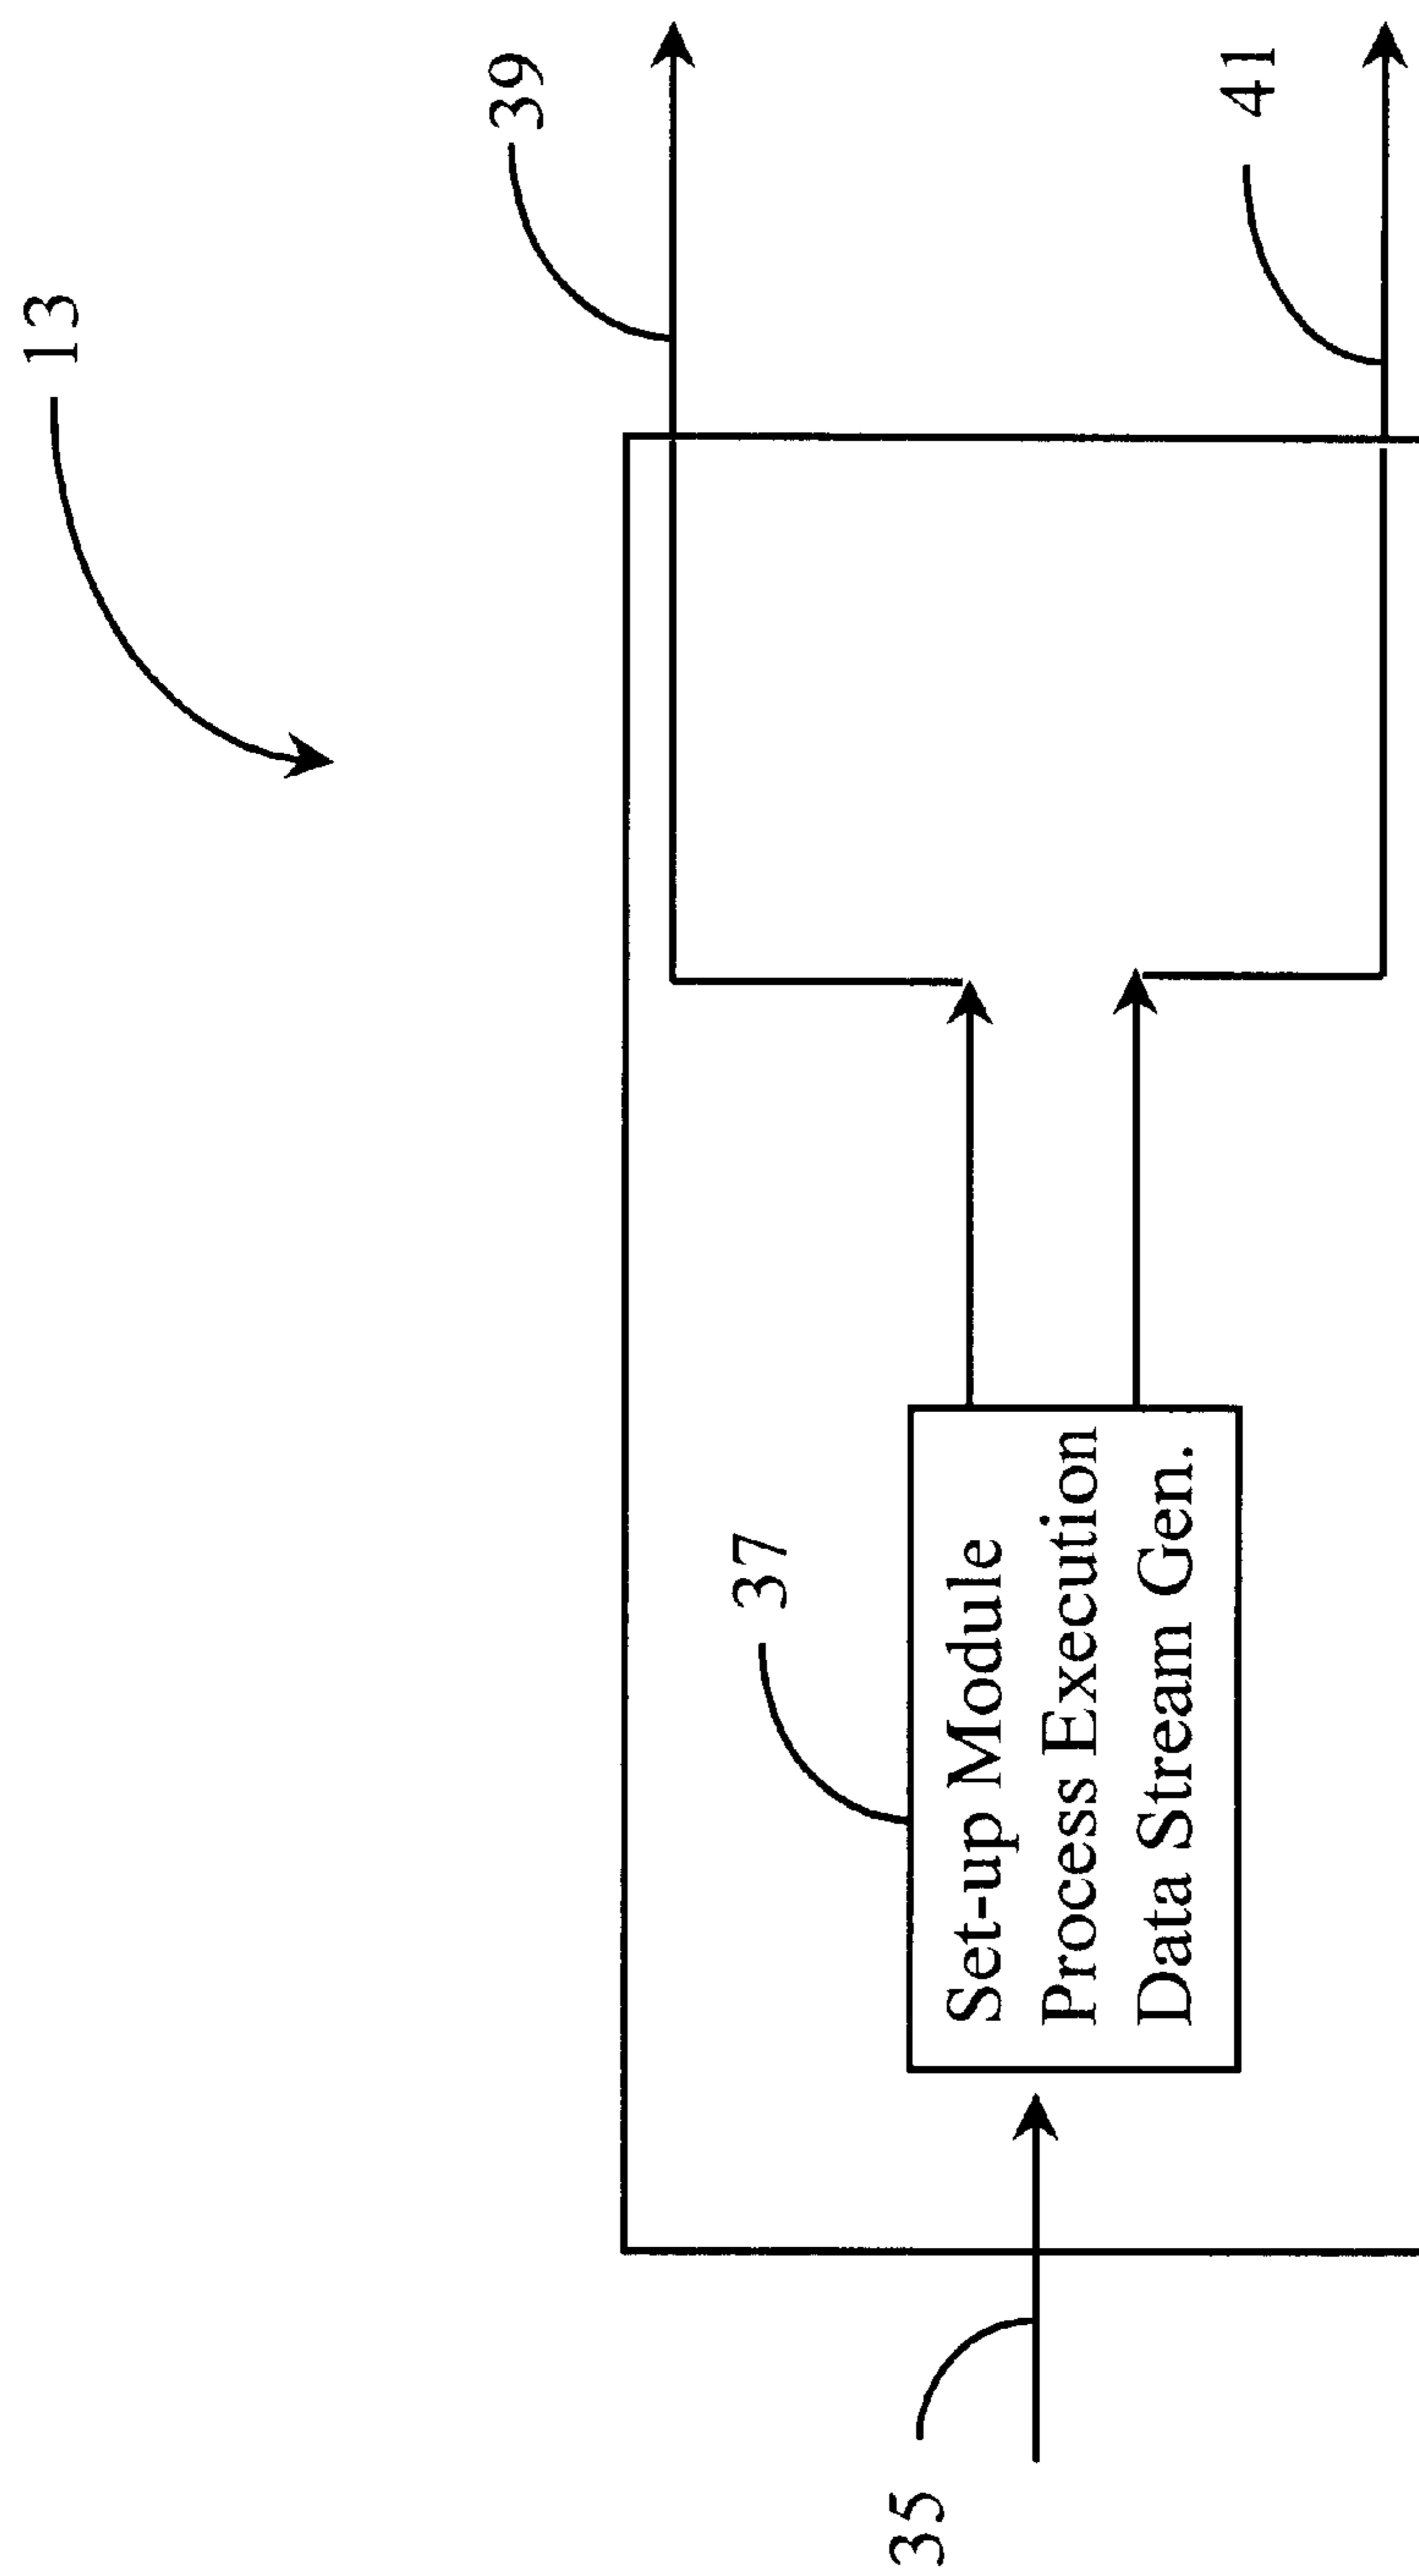 13
39
41
37
Set-up Module
Process Execution
Data Stream Gen.
35